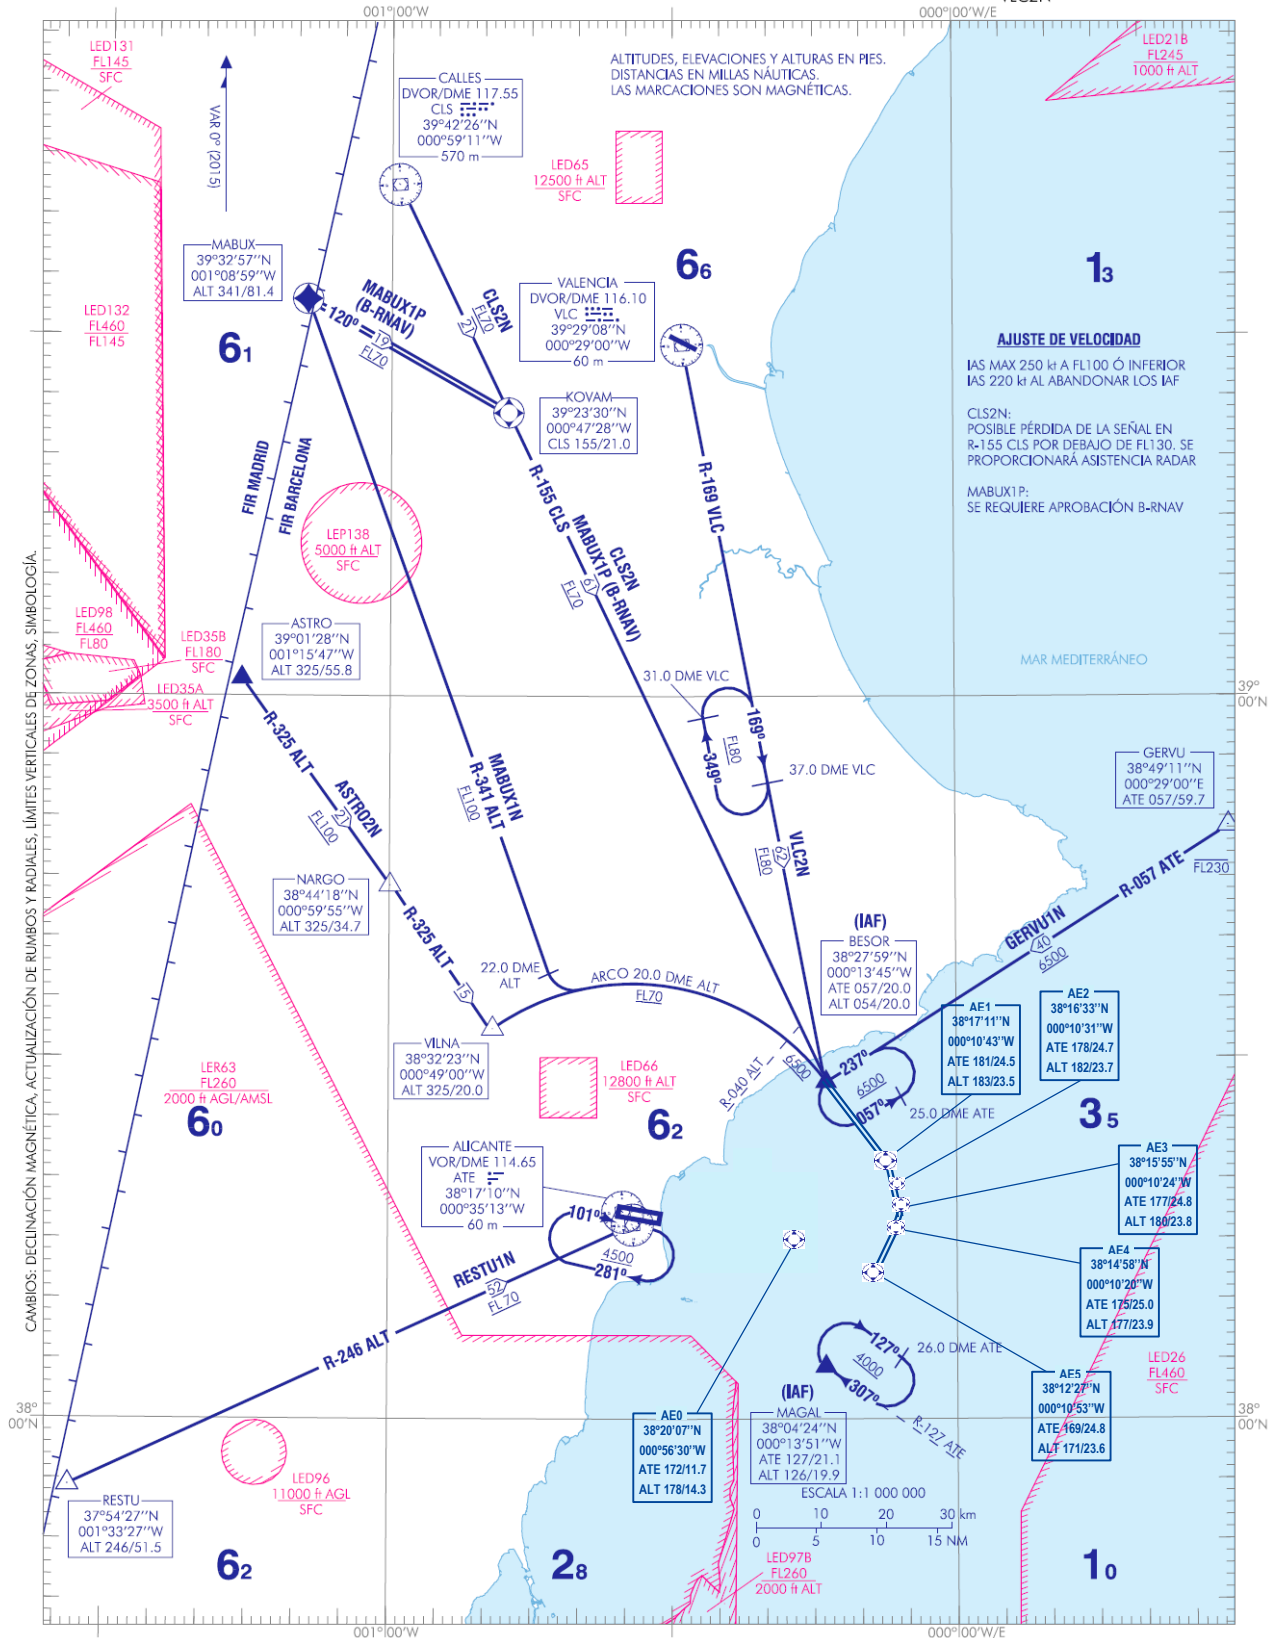 001°00'W
000°00'W/E
LED131
FL145
SFC
VAR 0° (2015)
CALLES
DVOR/DME 117.55
CLS
39°42'26''N
000°59'11''W
570 m
ALTITUDES, ELEVACIONES Y ALTURAS EN PIES.
DISTANCIAS EN MILLAS NÁUTICAS.
LAS MARCACIONES SON MAGNÉTICAS.
LED21B
FL245
1000 ft ALT
LED65
12500 ft ALT
SFC
MABUX
39°32'57''N
001°08'59''W
ALT 341/81.4
66
13
LED132
FL460
FL145
61
MABUX1P
(B-RNAV)
120°
19
FL70
CLS2N
21
FL70
VALENCIA
DVOR/DME 116.10
VLC
39°29'08''N
000°29'00''W
60 m
KOVAM
39°23'30''N
000°47'28''W
CLS 155/21.0
AJUSTE DE VELOCIDAD
IAS MAX 250 kt A FL100 Ó INFERIOR
IAS 220 kt AL ABANDONAR LOS IAF
CLS2N:
POSIBLE PÉRDIDA DE LA SEÑAL EN
R-155 CLS POR DEBAJO DE FL130. SE
PROPORCIONARÁ ASISTENCIA RADAR
MABUX1P:
SE REQUIERE APROBACIÓN B-RNAV
FIR MADRID
FIR BARCELONA
R-155 CLS
CLS2N
MABUX1P (B-RNAV)
61
FL70
R-169 VLC
LEP138
5000 ft ALT
SFC
LED98
FL460
FL80
LED35B
FL180
SFC
LED35A
3500 ft ALT
SFC
ASTRO
39°01'28''N
001°15'47''W
ALT 325/55.8
MAR MEDITERRÁNEO
31.0 DME VLC
169°
FL80
349°
37.0 DME VLC
39°
00'N
R-325 ALT
ASTRO2N
21
FL100
MABUX1N
R-341 ALT
FL100
VLC2N
62
FL80
GERVU
38°49'11''N
000°29'00''E
ATE 057/59.7
R-057 ATE
FL230
GERVU1N
40
6500
NARGO
38°44'18''N
000°59'55''W
ALT 325/34.7
R-325 ALT
15
22.0 DME
ALT
ARCO 20.0 DME ALT
FL70
(IAF)
BESOR
38°27'59''N
000°13'45''W
ATE 057/20.0
ALT 054/20.0
AE1
38°17'11''N
000°10'43''W
ATE 181/24.5
ALT 183/23.5
AE2
38°16'33''N
000°10'31''W
ATE 178/24.7
ALT 182/23.7
VILNA
38°32'23''N
000°49'00''W
ALT 325/20.0
LER63
FL260
2000 ft AGL/AMSL
60
LED66
12800 ft ALT
SFC
62
R-040 ALT
6500
237°
6500
057°
25.0 DME ATE
35
ALICANTE
VOR/DME 114.65
ATE
38°17'10''N
000°35'13''W
60 m
101°
4500
281°
AE3
38°15'55''N
000°10'24''W
ATE 177/24.8
ALT 180/23.8
AE4
38°14'58''N
000°10'20''W
ATE 175/25.0
ALT 177/23.9
RESTU1N
52
FL 70
R-246 ALT
127°
4000
307°
26.0 DME ATE
R-127 ATE
(IAF)
MAGAL
38°04'24''N
000°13'51''W
ATE 127/21.1
ALT 126/19.9
AE5
38°12'27''N
000°10'53''W
ATE 169/24.8
ALT 171/23.6
LED26
FL460
SFC
38°
00'N
38°
00'N
AE0
38°20'07''N
000°56'30''W
ATE 172/11.7
ALT 178/14.3
LED96
11000 ft AGL
SFC
RESTU
37°54'27''N
001°33'27''W
ALT 246/51.5
ESCALA 1:1 000 000
0 10 20 30 km
0 5 10 15 NM
62
28
LED97B
FL260
2000 ft ALT
10
001°00'W
000°00'W/E
CAMBIOS: DECLINACIÓN MAGNÉTICA, ACTUALIZACIÓN DE RUMBOS Y RADIALES, LÍMITES VERTICALES DE ZONAS, SIMBOLOGÍA.